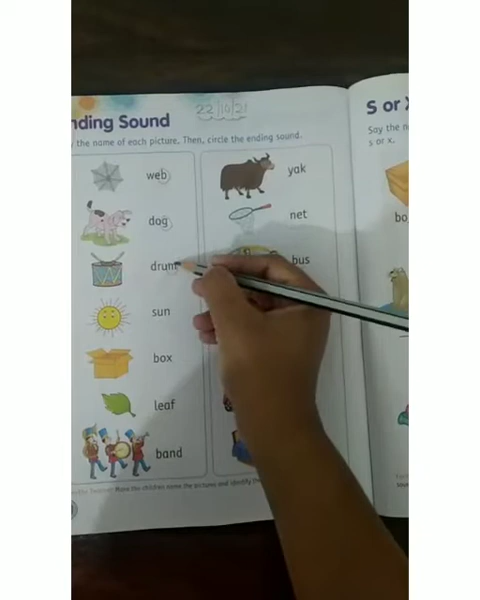 22/10/21
nding Sound
the name of each picture. Then, circle the ending sound.
web
dog
drum
sun
box
leaf
band
yak
net
bus
S or
Say the
s or x.
bo